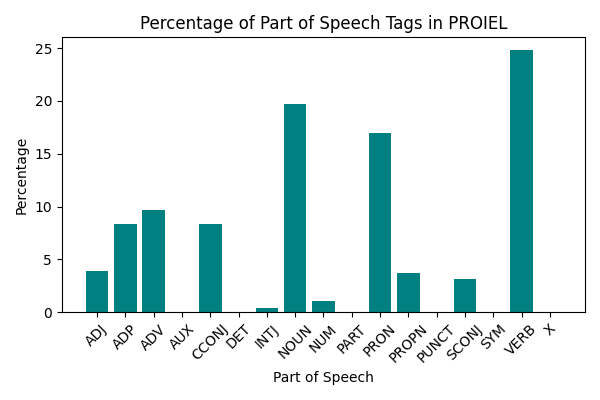 Percentage of Part of Speech Tags in PROIEL
Percentage
25
20
15
10
5
0
ADJ
ADP
ADV
AUX
CCONJ
DET
INTJ
NOUN
NUM
PART
PRON
PROPN
PUNCT
SCONJ
SYM
VERB
X
Part of Speech